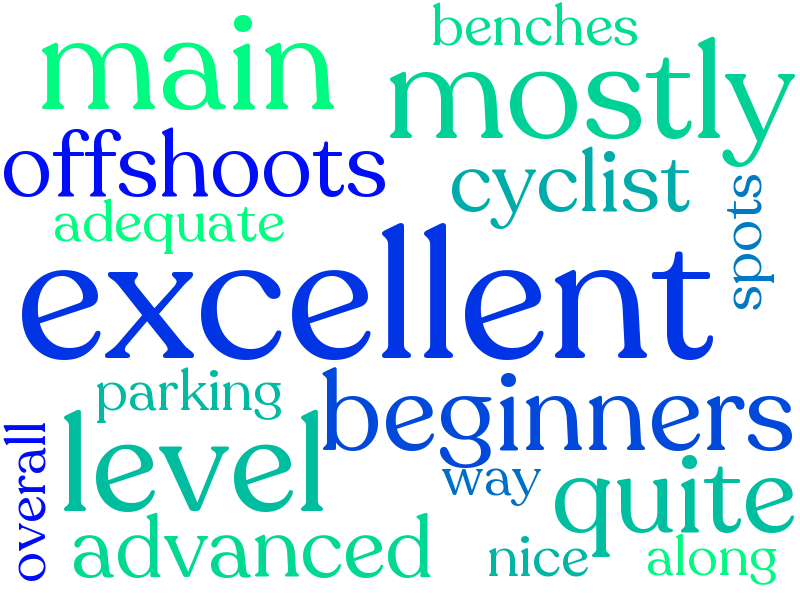 benches
main
mostly
offshoots
cyclist
adequate
spots
excellent
parking
beginners
overall
level
way
quite
advanced
nice
along